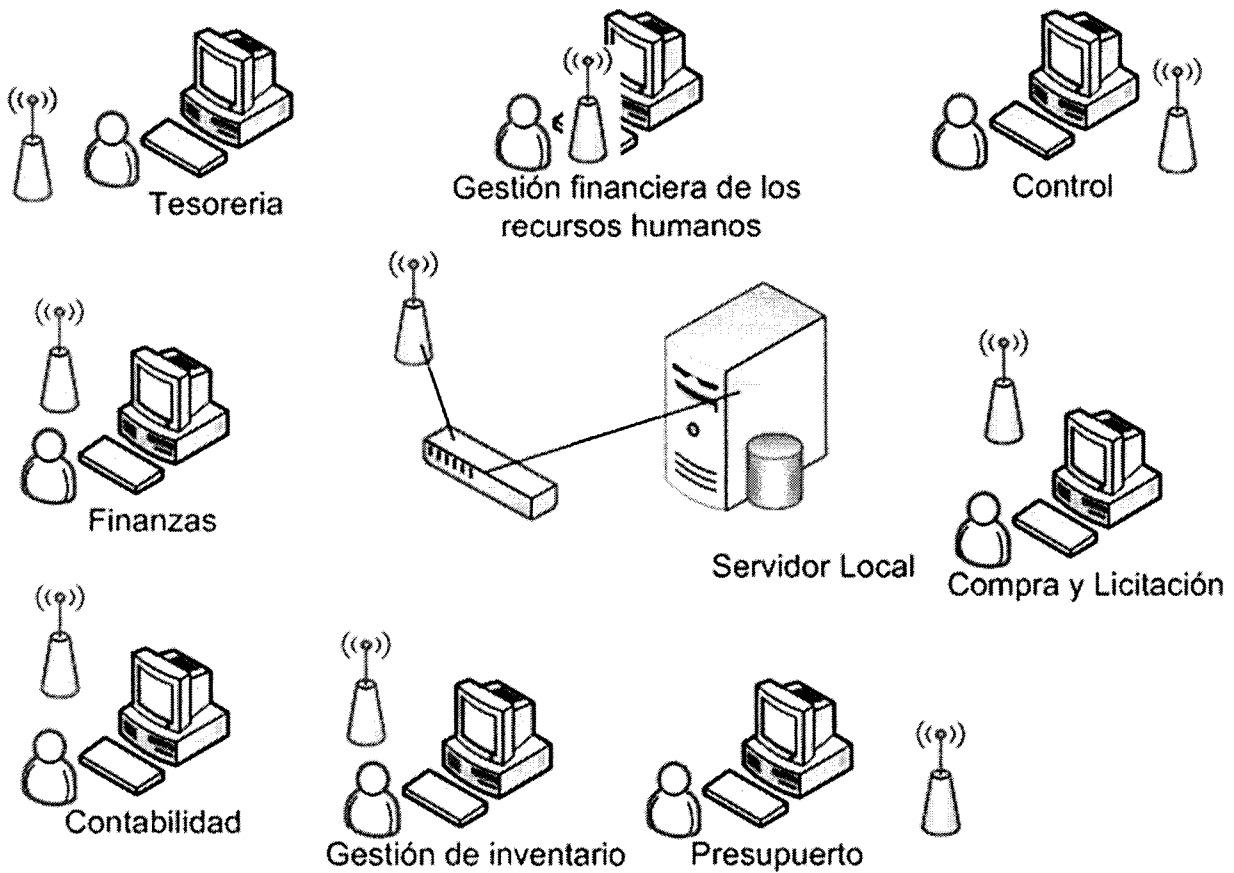 Tesoreria
Gestión financiera de los
recursos humanos
Control
Finanzas
Servidor Local
Compra y Licitación
Contabilidad
Gestión de inventario
Presupuerto